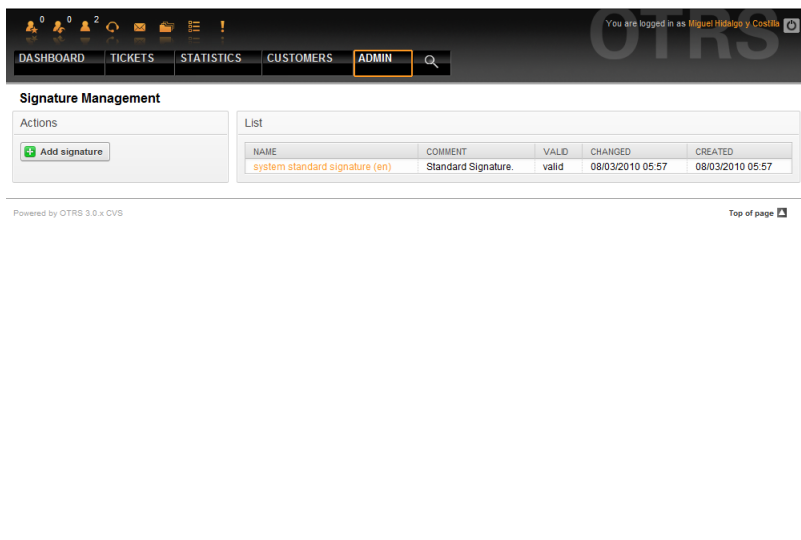 0 0 2
You are logged in as Miguel Hidalgo y Costilla
OTRS
DASHBOARD TICKETS STATISTICS CUSTOMERS ADMIN
Signature Management
Actions
Add signature
List
NAME COMMENT VALID CHANGED CREATED
system standard signature (en) Standard Signature. valid 08/03/2010 05:57 08/03/2010 05:57
Powered by OTRS 3.0.x CVS
Top of page